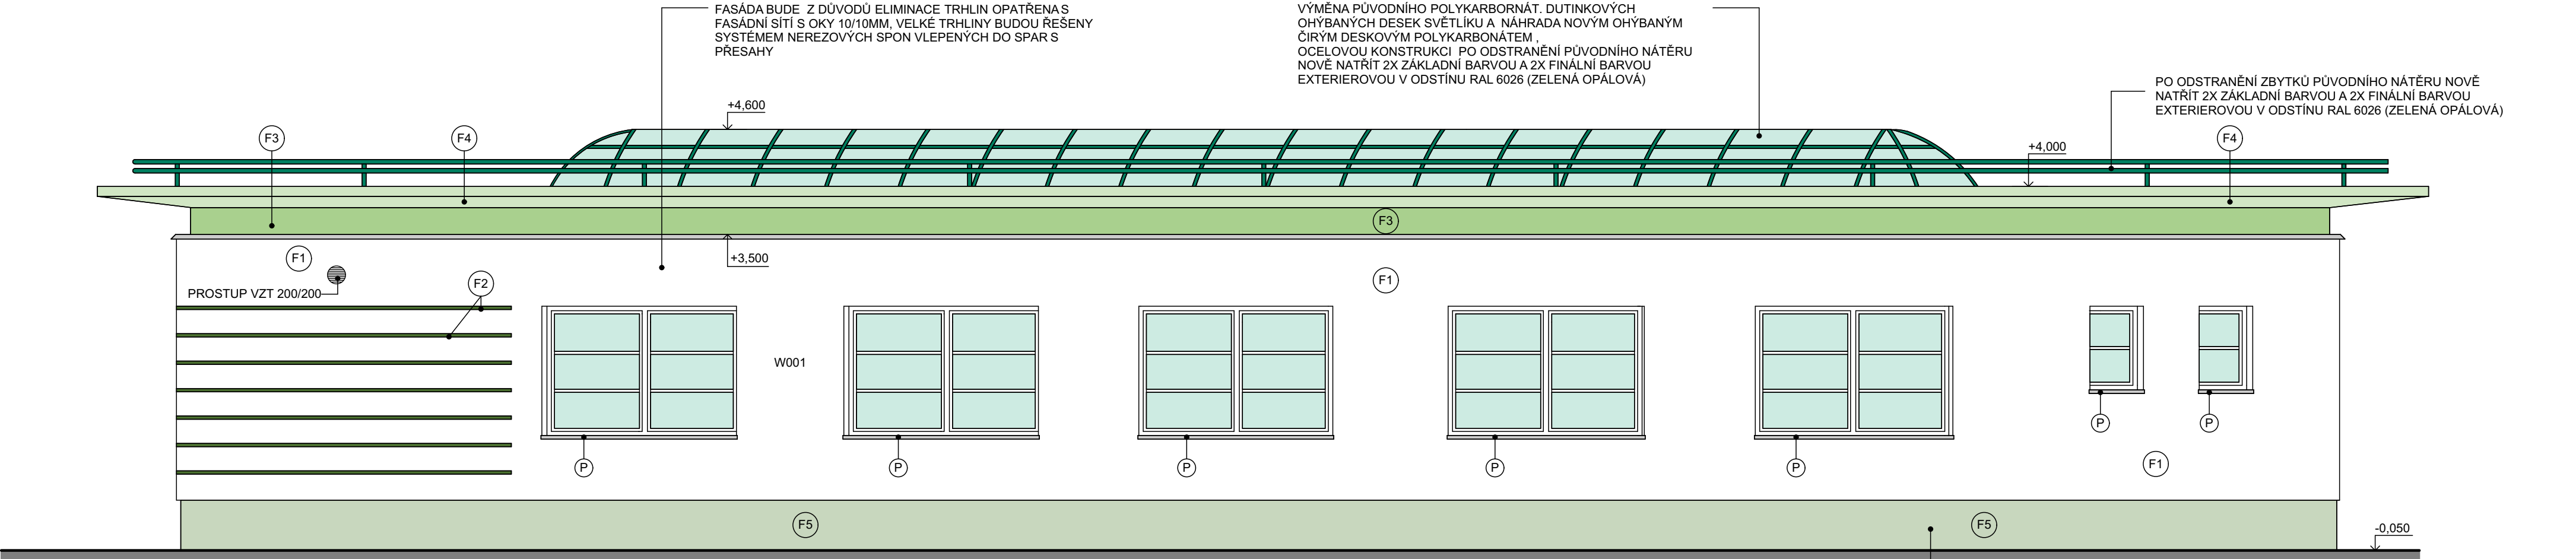 FASÁDA BUDE Z DŮVODŮ ELIMINACE TRHLIN OPATŘENA S
FASÁDNÍ SÍTÍ S OKY 10/10MM, VELKÉ TRHLINY BUDOU ŘEŠENY
SYSTÉMEM NEREZOVÝCH SPON VLEPENÝCH DO SPAR S
PŘESAHY
VÝMĚNA PŮVODNÍHO POLYKARBORNÁT. DUTINKOVÝCH
OHÝBANÝCH DESEK SVĚTLÍKU A NÁHRADA NOVÝM OHÝBANÝM
ČIRÝM DESKOVÝM POLYKARBONÁTEM ,
OCELOVOU KONSTRUKCI PO ODSTRANĚNÍ PŮVODNÍHO NÁTĚRU
NOVĚ NATŘÍT 2X ZÁKLADNÍ BARVOU A 2X FINÁLNÍ BARVOU
EXTERIEROVOU V ODSTÍNU RAL 6026 (ZELENÁ OPÁLOVÁ)
PO ODSTRANĚNÍ ZBYTKŮ PŮVODNÍHO NÁTĚRU NOVĚ
NATŘÍT 2X ZÁKLADNÍ BARVOU A 2X FINÁLNÍ BARVOU
EXTERIEROVOU V ODSTÍNU RAL 6026 (ZELENÁ OPÁLOVÁ)
+4,600
F3
F4
F4
+4,000
F3
F1
+3,500
F1
F2
PROSTUP VZT 200/200
W001
P
P
P
P
P
P
P
F1
F5
F5
-0,050